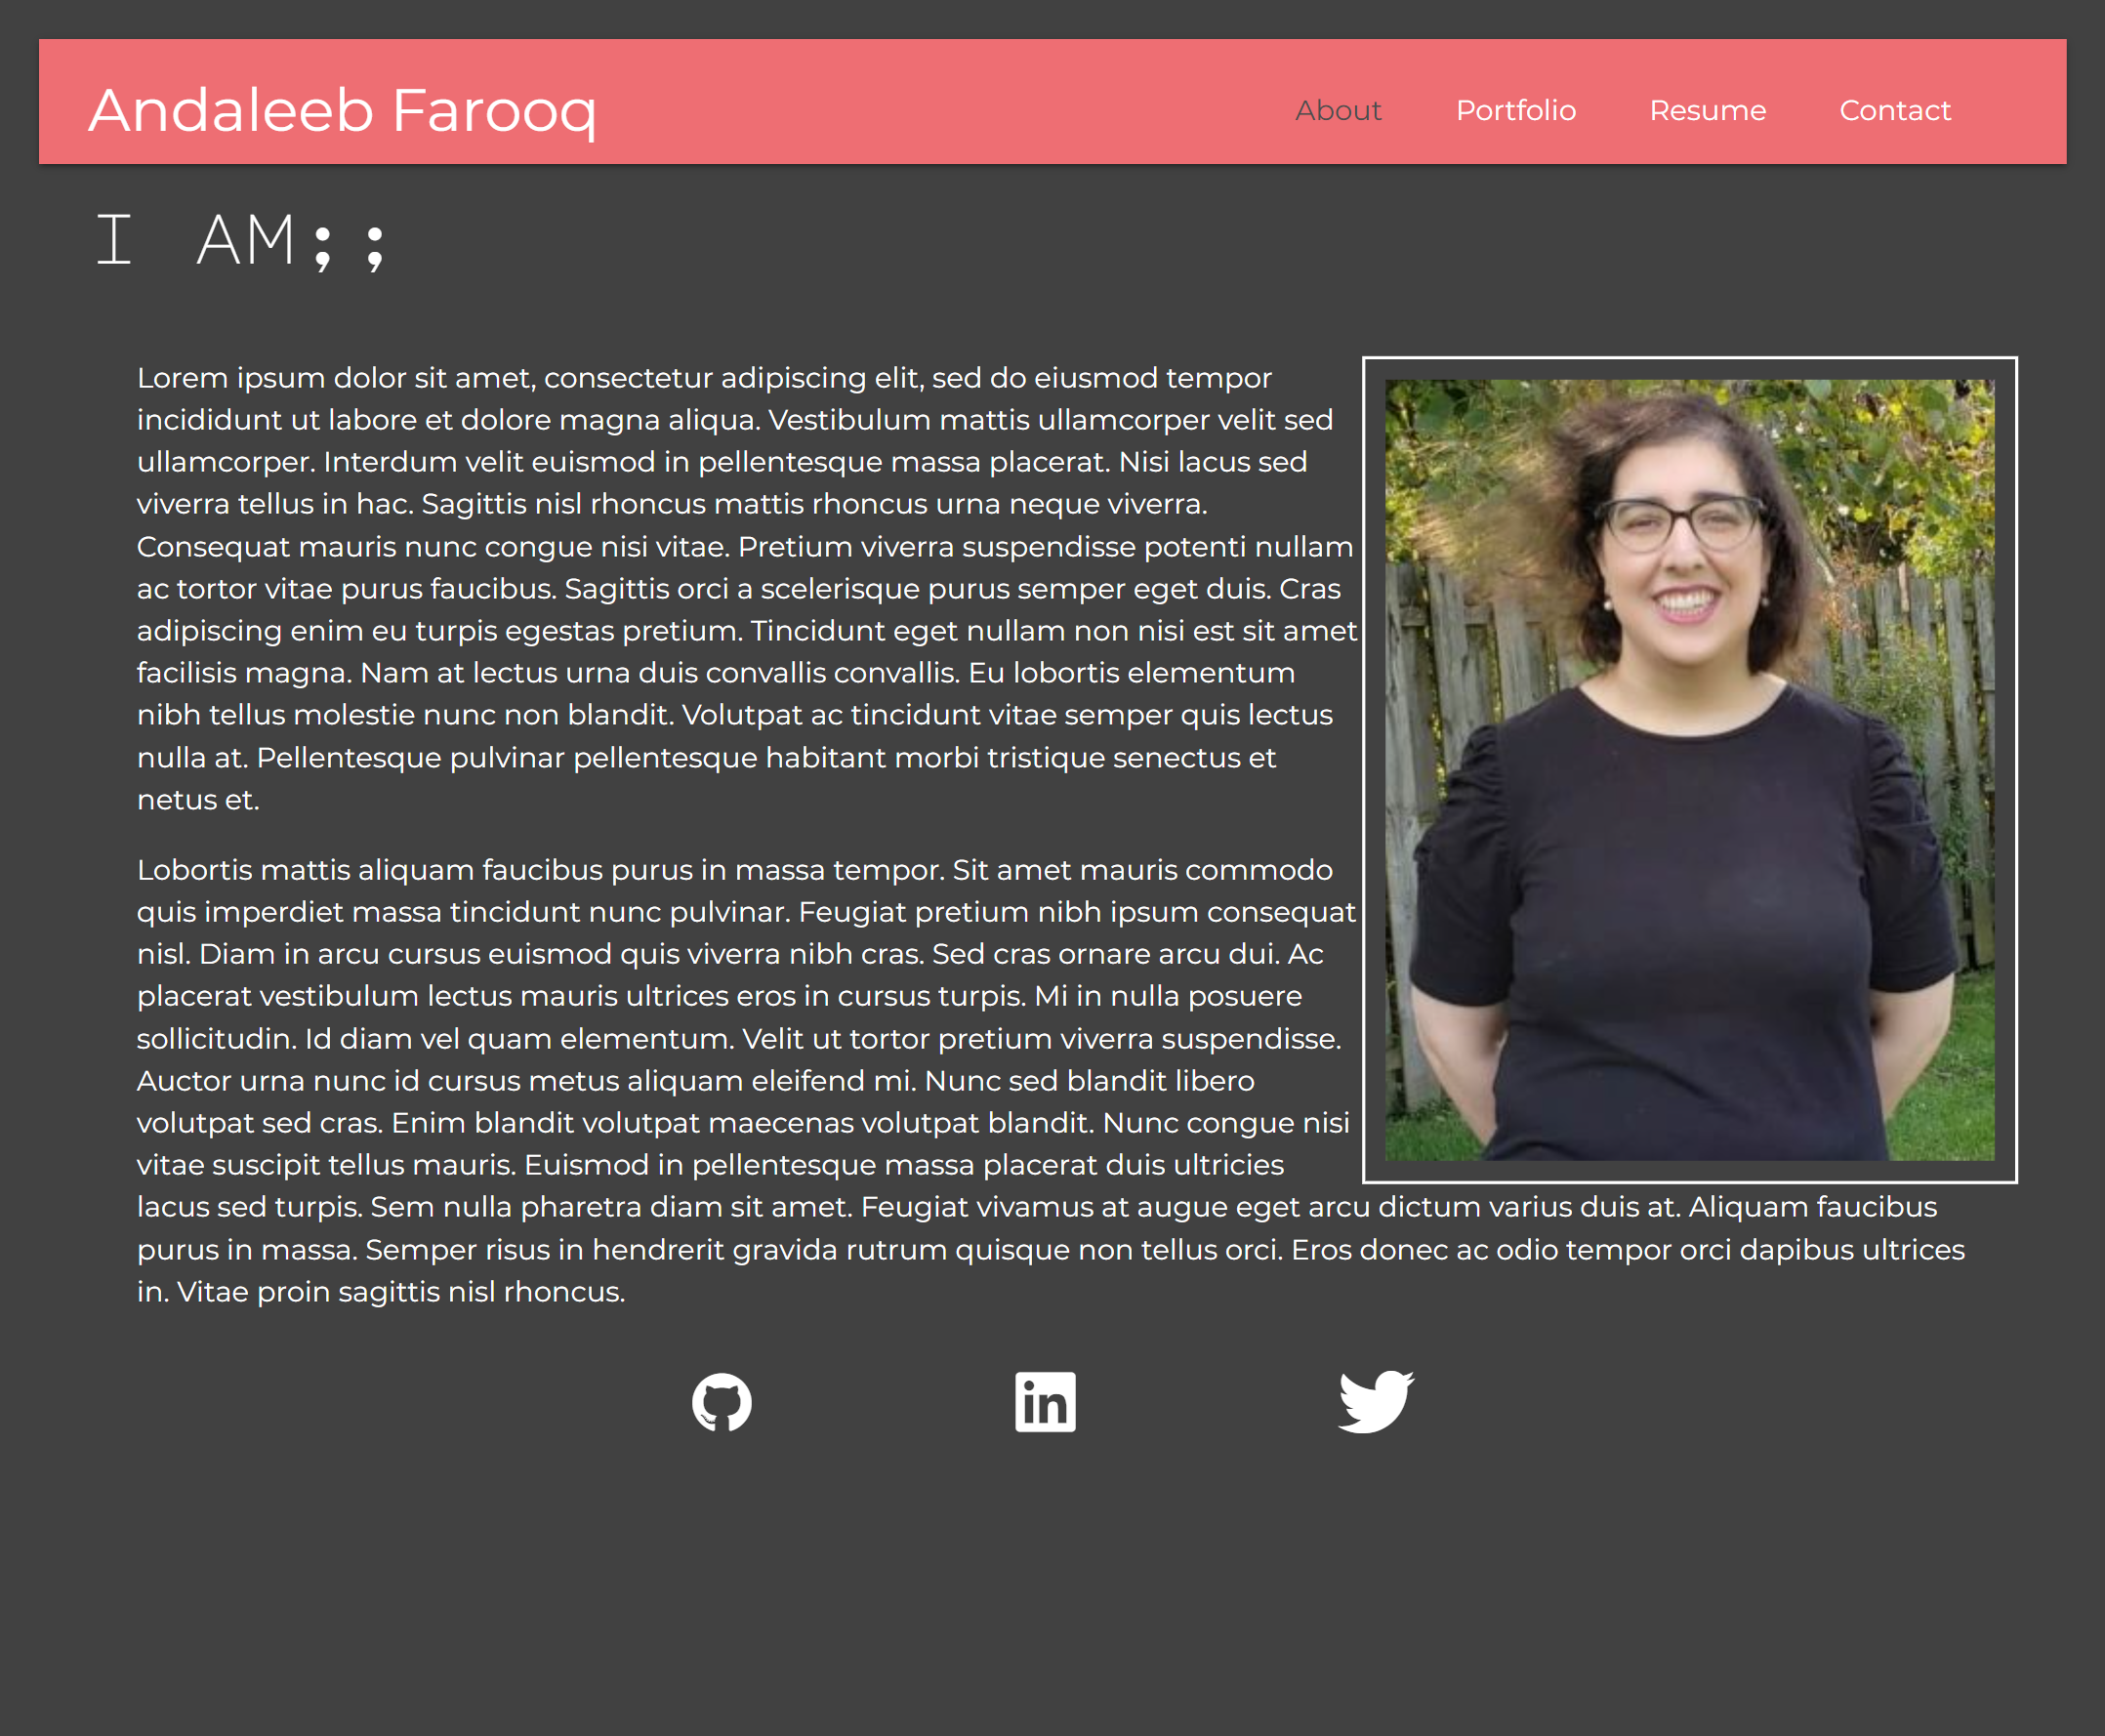 Andaleeb Farooq
About Portfolio Resume Contact
I AM;;
Lorem ipsum dolor sit amet, consectetur adipiscing elit, sed do eiusmod tempor
incididunt ut labore et dolore magna aliqua. Vestibulum mattis ullamcorper velit sed
ullamcorper. Interdum velit euismod in pellentesque massa placerat. Nisi lacus sed
viverra tellus in hac. Sagittis nisl rhoncus mattis rhoncus urna neque viverra.
Consequat mauris nunc congue nisi vitae. Pretium viverra suspendisse potenti nullam
ac tortor vitae purus faucibus. Sagittis orci a scelerisque purus semper eget duis. Cras
adipiscing enim eu turpis egestas pretium. Tincidunt eget nullam non nisi est sit amet
facilisis magna. Nam at lectus urna duis convallis convallis. Eu lobortis elementum
nibh tellus molestie nunc non blandit. Volutpat ac tincidunt vitae semper quis lectus
nulla at. Pellentesque pulvinar pellentesque habitant morbi tristique senectus et
netus et.
Lobortis mattis aliquam faucibus purus in massa tempor. Sit amet mauris commodo
quis imperdiet massa tincidunt nunc pulvinar. Feugiat pretium nibh ipsum consequat
nisl. Diam in arcu cursus euismod quis viverra nibh cras. Sed cras ornare arcu dui. Ac
placerat vestibulum lectus mauris ultrices eros in cursus turpis. Mi in nulla posuere
sollicitudin. Id diam vel quam elementum. Velit ut tortor pretium viverra suspendisse.
Auctor urna nunc id cursus metus aliquam eleifend mi. Nunc sed blandit libero
volutpat sed cras. Enim blandit volutpat maecenas volutpat blandit. Nunc congue nisi
vitae suscipit tellus mauris. Euismod in pellentesque massa placerat duis ultricies
lacus sed turpis. Sem nulla pharetra diam sit amet. Feugiat vivamus at augue eget arcu dictum varius duis at. Aliquam faucibus
purus in massa. Semper risus in hendrerit gravida rutrum quisque non tellus orci. Eros donec ac odio tempor orci dapibus ultrices
in. Vitae proin sagittis nisl rhoncus.
in